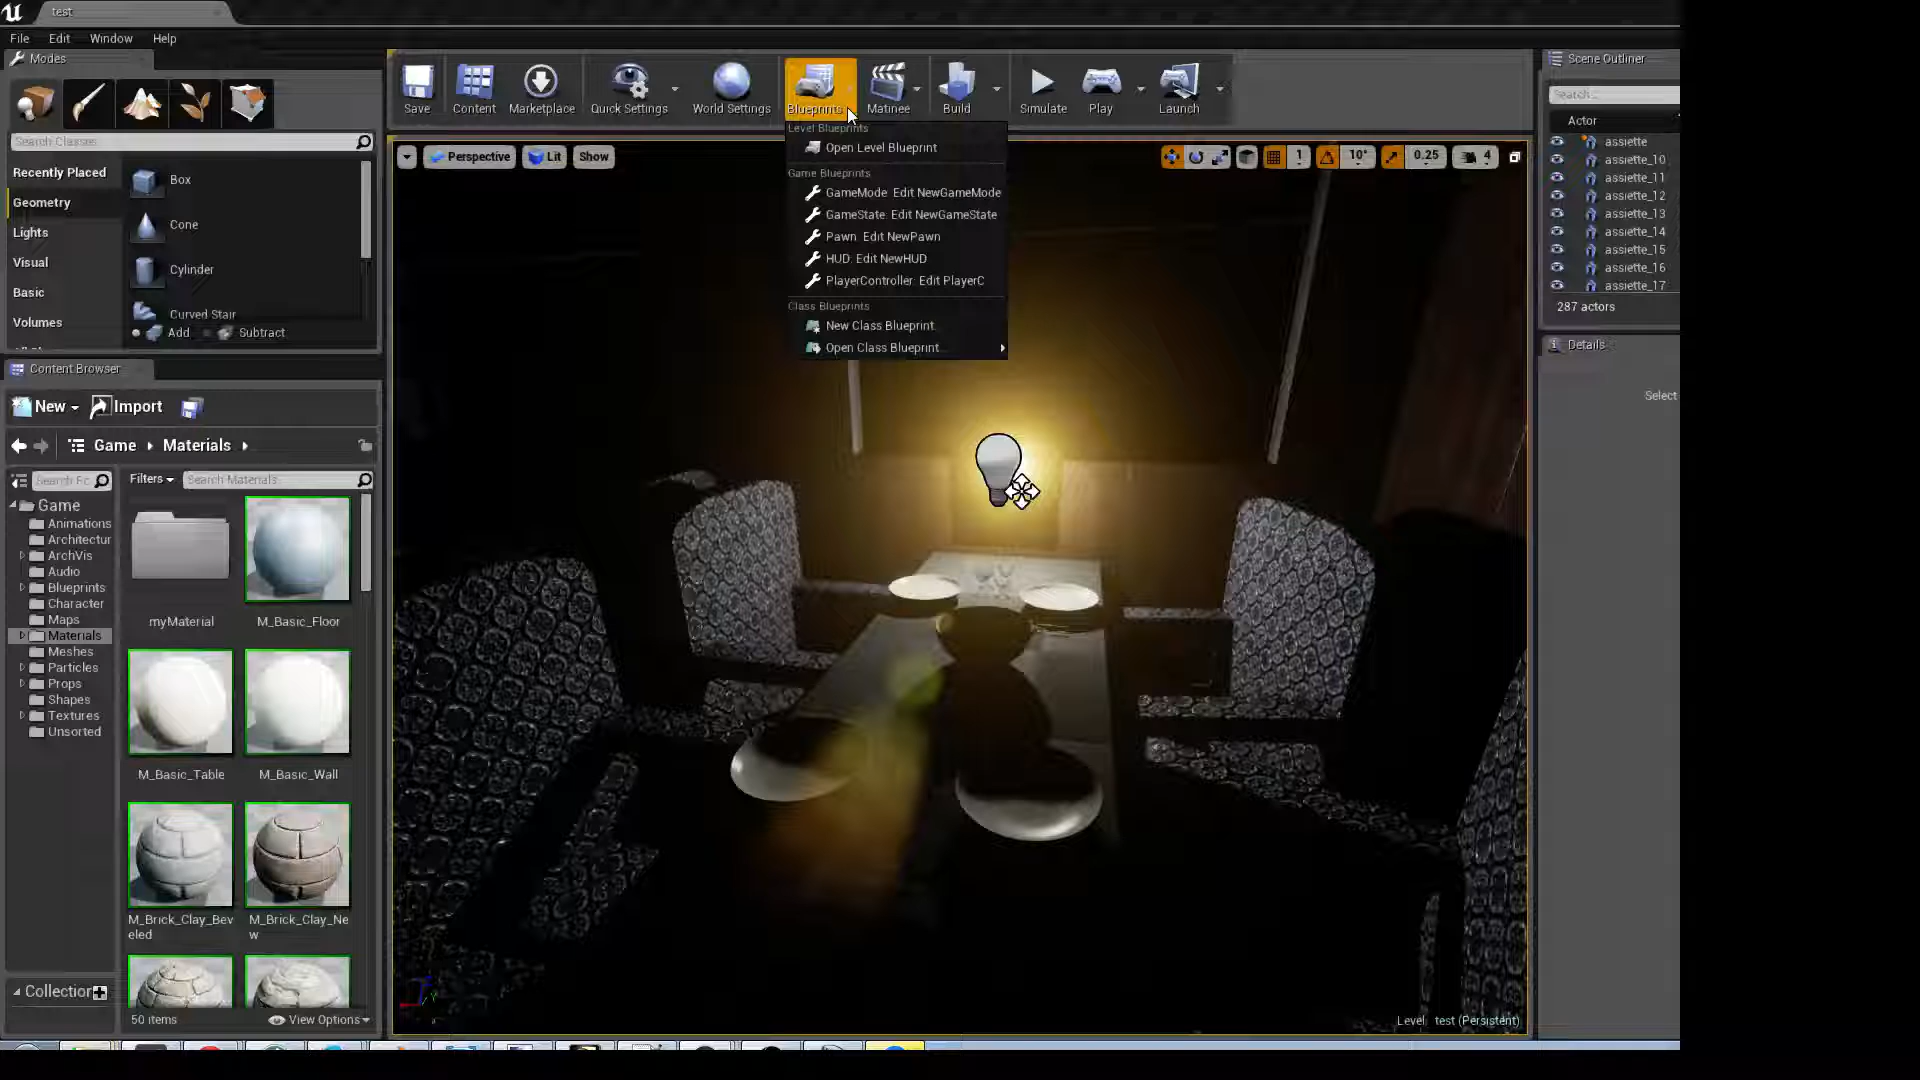 test
File Edit Window Help
Modes
Search Classes
Recently Placed
Geometry
Lights
Visual
Basic
Volumes
Box
Cone
Cylinder
Curved Stair
Add Subtract
Save
Content
Marketplace
Quick Settings
World Settings
Blueprints
Matinee
Build
Simulate
Play
Launch
Level Blueprints
Open Level Blueprint
Game Blueprints
GameMode: Edit NewGameMode
GameState: Edit NewGameState
Pawn: Edit NewPawn
HUD: Edit NewHUD
PlayerController: Edit PlayerC
Class Blueprints
New Class Blueprint
Open Class Blueprint...
Perspective Lit Show
1 10° 0.25 4
Scene Outliner
Search...
Actor
assiette
assiette_10
assiette_11
assiette_12
assiette_13
assiette_14
assiette_15
assiette_16
assiette_17
287 actors
Details
Select
Content Browser
New Import
Game Materials
Filters Search Materials
Game
Animations
Architectur
ArchVis
Audio
Blueprints
Character
Maps
Materials
Meshes
Particles
Props
Shapes
Textures
Unsorted
myMaterial
M_Basic_Floor
M_Basic_Table
M_Basic_Wall
M_Brick_Clay_Bev
eled
M_Brick_Clay_Ne
w
Collection
50 items View Options
Level: test (Persistent)